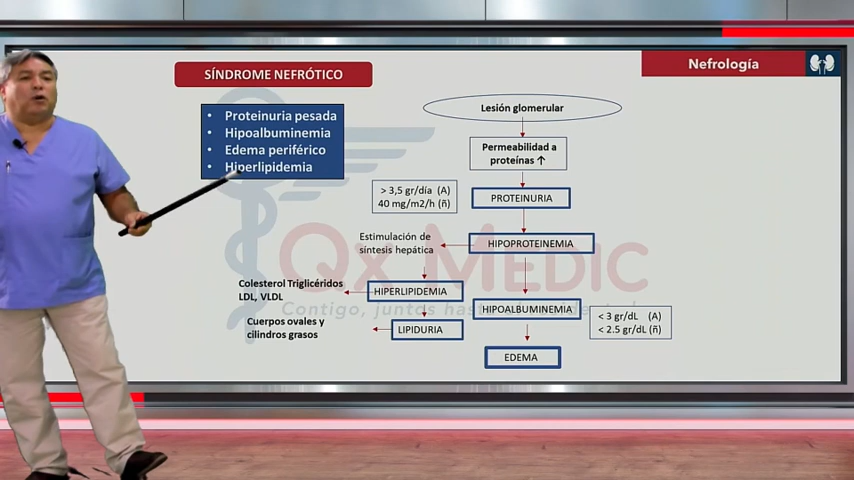 Nefrología
SÍNDROME NEFRÓTICO
• Proteinuria pesada
• Hipoalbuminemia
• Edema periférico
• Hiperlipidemia
Lesión glomerular
Permeabilidad a
proteínas ↑
> 3,5 gr/día (A)
40 mg/m2/h (ñ)
PROTEINURIA
Estimulación de
síntesis hepática
HIPOPROTEINEMIA
Colesterol Triglicéridos
LDL, VLDL
HIPERLIPIDEMIA
HIPOALBUMINEMIA
< 3 gr/dL (A)
< 2.5 gr/dL (ñ)
Cuerpos ovales y
cilindros grasos
LIPIDURIA
EDEMA
QX MEDIC
Contigo, juntos